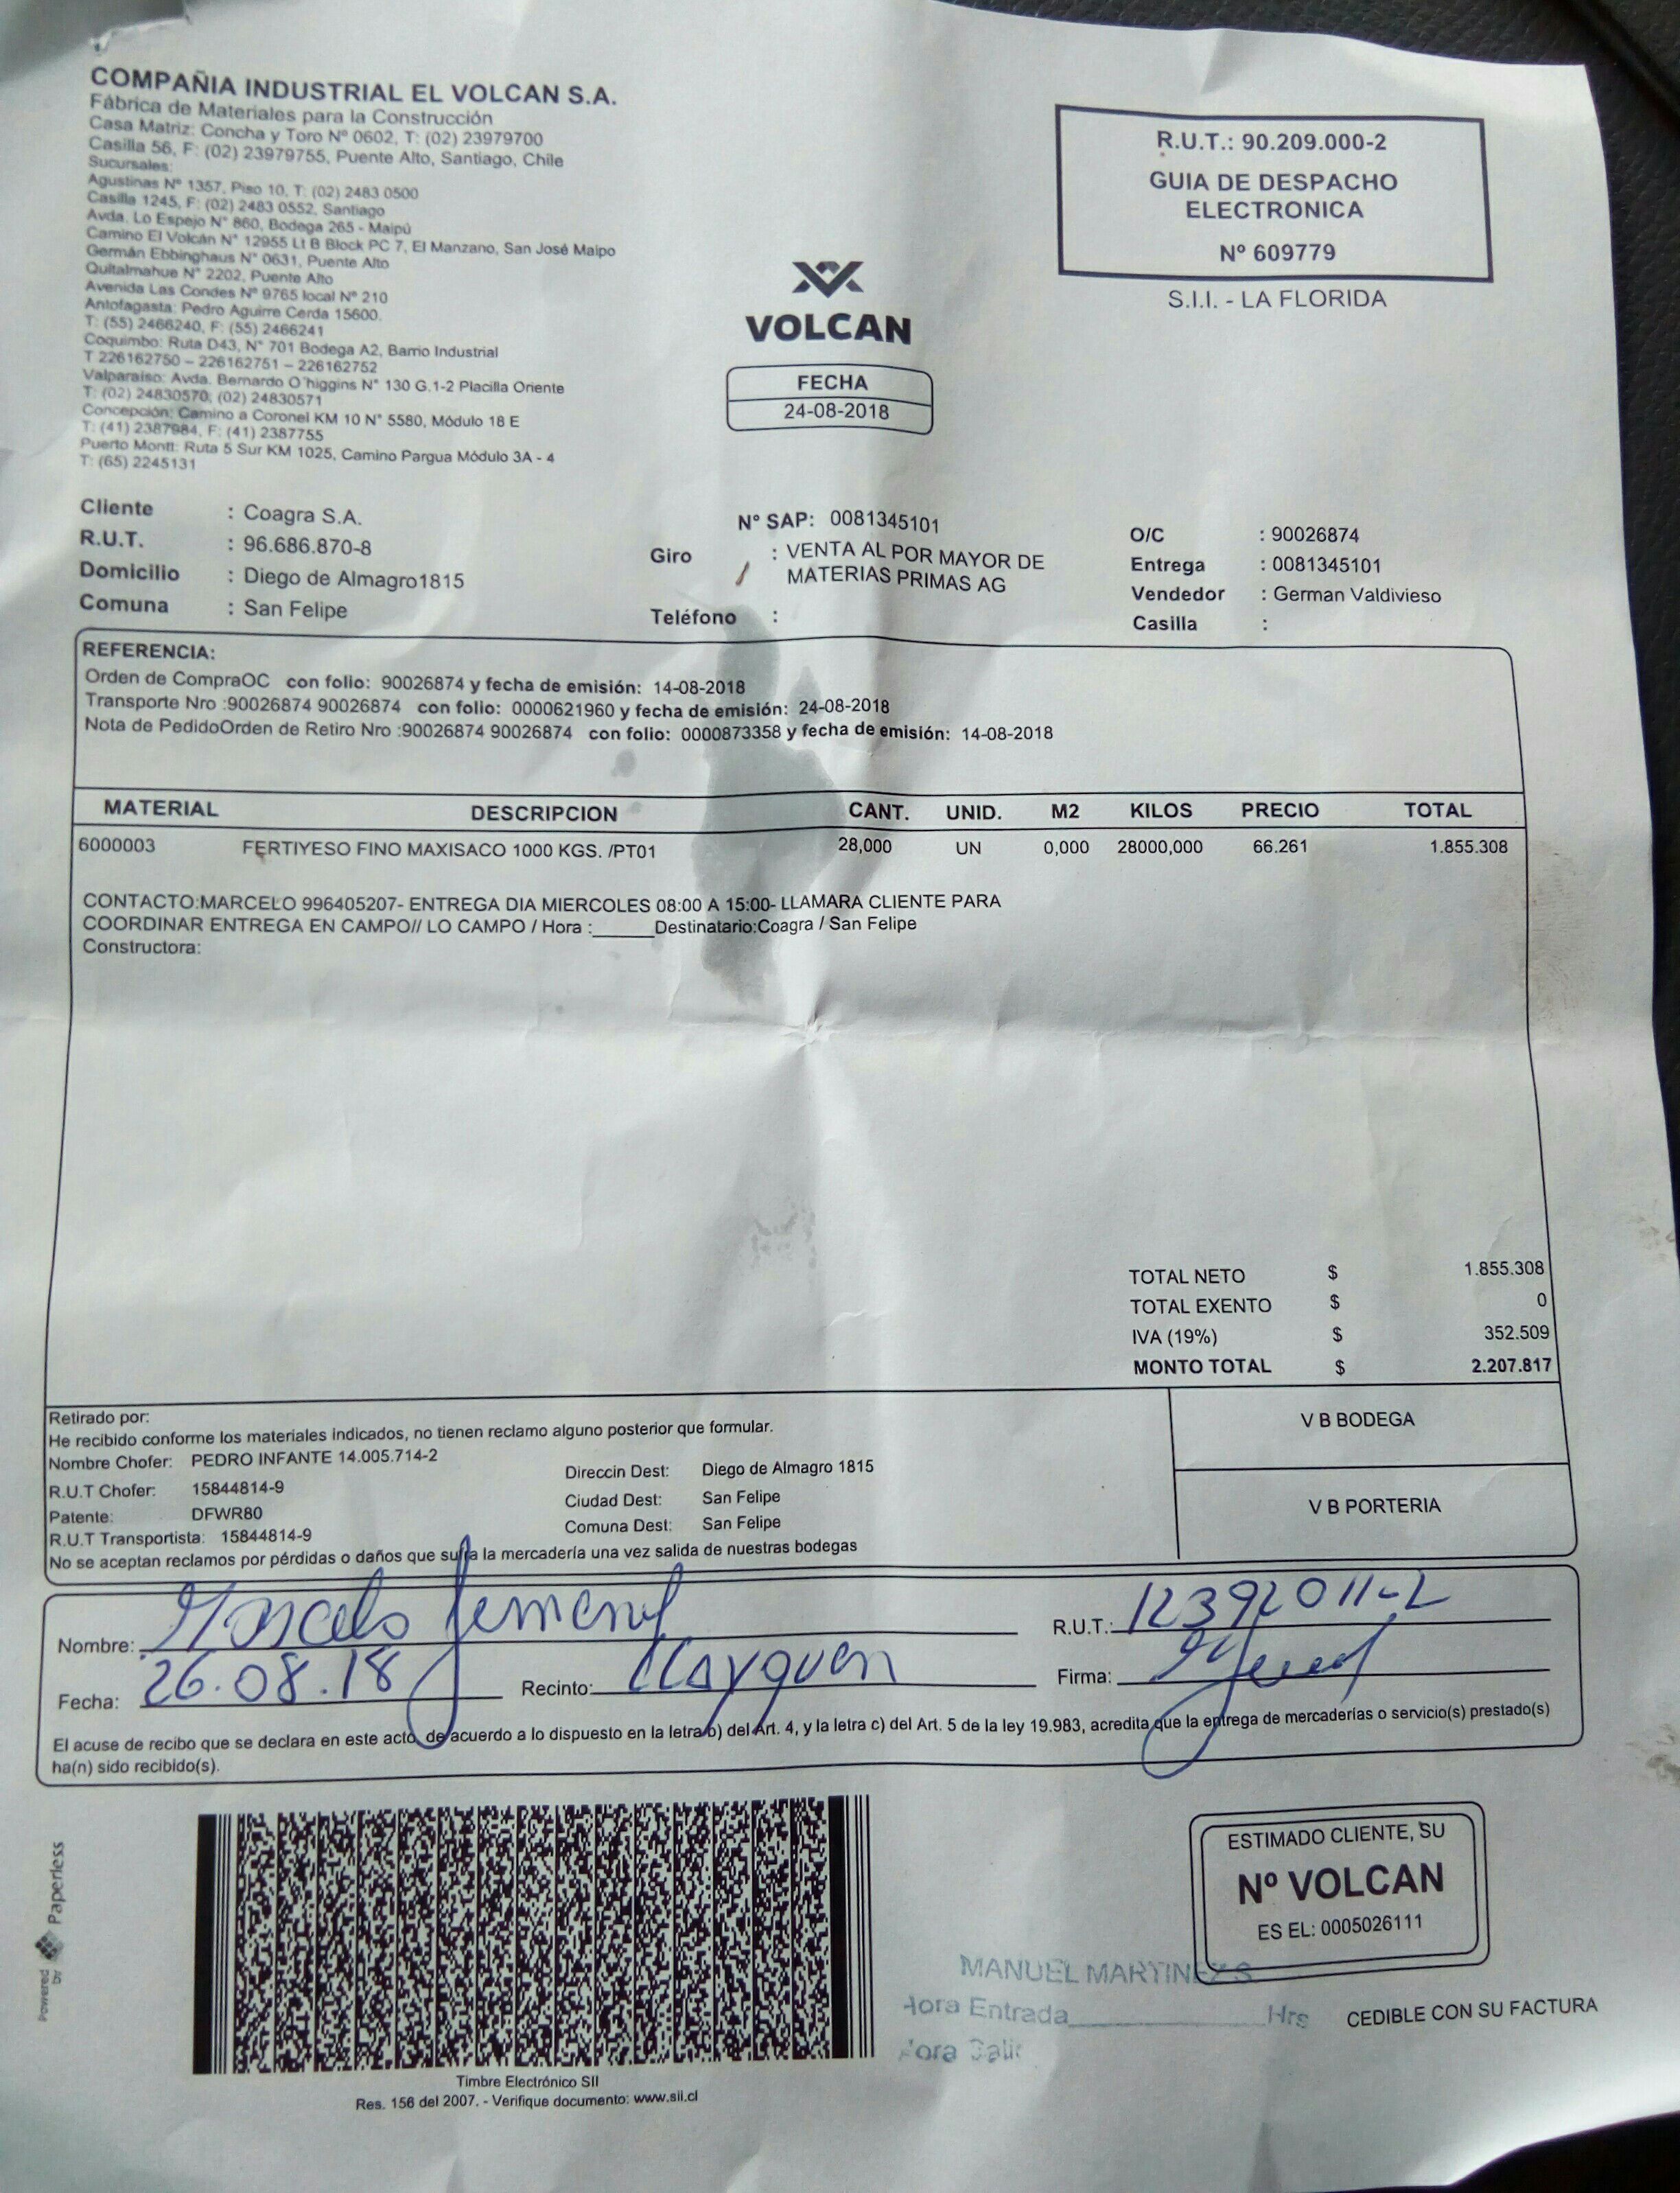 COMPAÑIA INDUSTRIAL EL VOLCAN S.A.
Fábrica de Materiales para la Construcción
Casa Matriz: Concha y Toro Nº 0602, T: (02) 23979700
Casilla 56, F: (02) 23979755, Puente Alto, Santiago, Chile
Sucursales:
Agustinas Nº 1357, Piso 10, T: (02) 2483 0500
Casilla 1245, F: (02) 2483 0552, Santiago
Avda. Lo Espejo N° 860, Bodega 265 - Maipú
Camino El Volcán N° 12955 Lt B Block PC 7, El Manzano, San José Maipo
Germán Ebbinghaus N° 0631, Puente Alto
Quitalmahue N° 2202, Puente Alto
Avenida Las Condes Nº 9765 local Nº 210
Antofagasta: Pedro Aguirre Cerda 15600.
T: (55) 2466240, F: (55) 2466241
Coquimbo: Ruta D43, N° 701 Bodega A2, Barrio Industrial
T 226162750 – 226162751 – 226162752
Valparaíso: Avda. Bernardo O´higgins N° 130 G.1-2 Placilla Oriente
T: (02) 24830570, (02) 24830571
Concepción: Camino a Coronel KM 10 N° 5580, Módulo 18 E
T: (41) 2387984, F: (41) 2387755
Puerto Montt: Ruta 5 Sur KM 1025, Camino Pargua Módulo 3A - 4
T: (65) 2245131
R.U.T.: 90.209.000-2
GUIA DE DESPACHO
ELECTRONICA
Nº 609779
S.I.I. - LA FLORIDA
VOLCAN
FECHA
24-08-2018
Cliente : Coagra S.A.
R.U.T. : 96.686.870-8
Domicilio : Diego de Almagro1815
Comuna : San Felipe
Nº SAP: 0081345101
Giro : VENTA AL POR MAYOR DE
MATERIAS PRIMAS AG
Teléfono :
O/C : 90026874
Entrega : 0081345101
Vendedor : German Valdivieso
Casilla :
REFERENCIA:
Orden de CompraOC con folio: 90026874 y fecha de emisión: 14-08-2018
Transporte Nro :90026874 90026874 con folio: 0000621960 y fecha de emisión: 24-08-2018
Nota de PedidoOrden de Retiro Nro :90026874 90026874 con folio: 0000873358 y fecha de emisión: 14-08-2018
MATERIAL DESCRIPCION CANT. UNID. M2 KILOS PRECIO TOTAL
6000003 FERTIYESO FINO MAXISACO 1000 KGS. /PT01 28,000 UN 0,000 28000,000 66.261 1.855.308
CONTACTO:MARCELO 996405207- ENTREGA DIA MIERCOLES 08:00 A 15:00- LLAMARA CLIENTE PARA
COORDINAR ENTREGA EN CAMPO// LO CAMPO / Hora :______Destinatario:Coagra / San Felipe
Constructora:
TOTAL NETO $ 1.855.308
TOTAL EXENTO $ 0
IVA (19%) $ 352.509
MONTO TOTAL $ 2.207.817
Retirado por:
He recibido conforme los materiales indicados, no tienen reclamo alguno posterior que formular.
Nombre Chofer: PEDRO INFANTE 14.005.714-2
R.U.T Chofer: 15844814-9
Patente: DFWR80
R.U.T Transportista: 15844814-9
Direccin Dest: Diego de Almagro 1815
Ciudad Dest: San Felipe
Comuna Dest: San Felipe
No se aceptan reclamos por pérdidas o daños que sufra la mercadería una vez salida de nuestras bodegas
V B BODEGA
V B PORTERIA
Nombre: Marcelo
R.U.T.: 12392011-2
Fecha: 26.08.18
Recinto:
Firma:
El acuse de recibo que se declara en este acto, de acuerdo a lo dispuesto en la letra b) del Art. 4, y la letra c) del Art. 5 de la ley 19.983, acredita que la entrega de mercaderías o servicio(s) prestado(s)
ha(n) sido recibido(s).
Powered by Paperless
Timbre Electrónico SII
Res. 156 del 2007. - Verifique documento: www.sii.cl
ESTIMADO CLIENTE, SU
Nº VOLCAN
ES EL: 0005026111
MANUEL MARTINEZ S
Hora Entrada Hrs
Hora Sali
CEDIBLE CON SU FACTURA